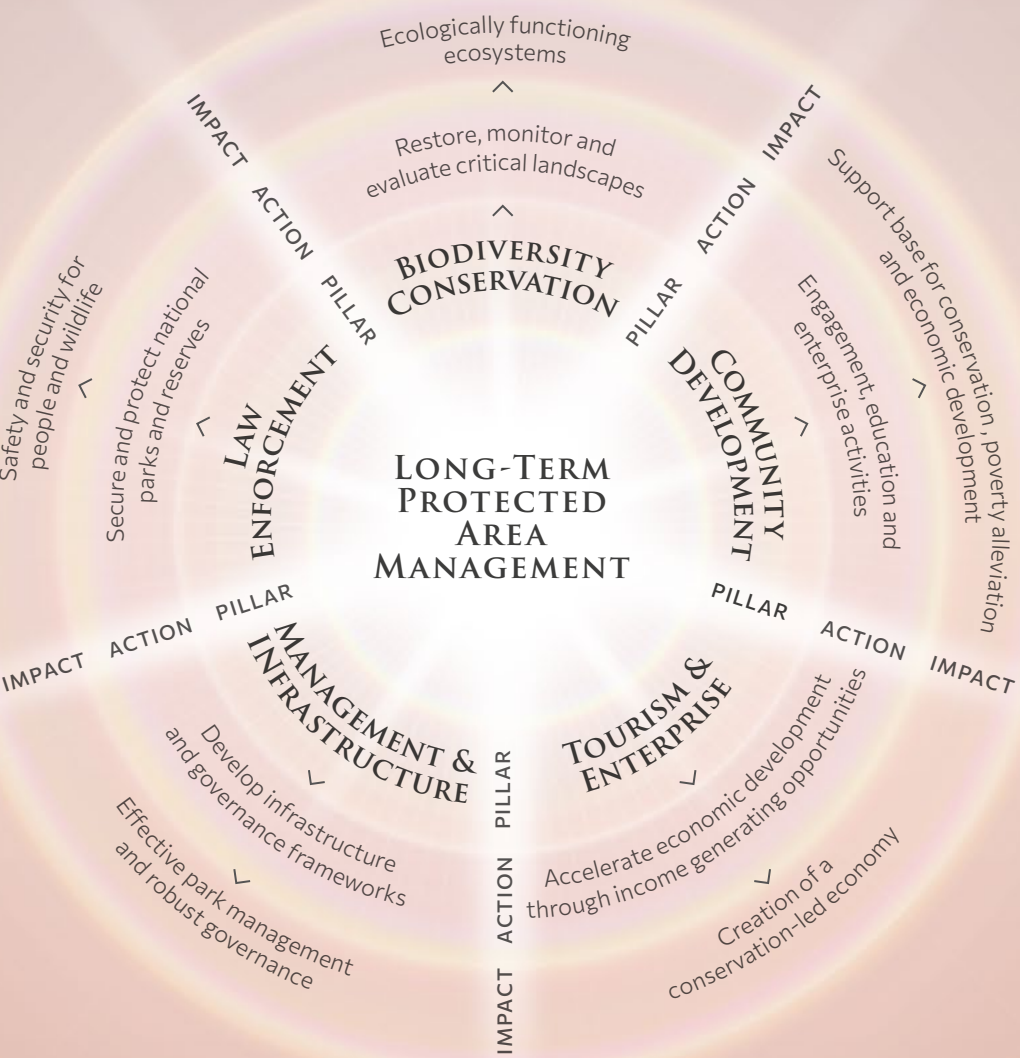 Ecologically functioning
ecosystems
Restore, monitor and
evaluate critical landscapes
BIODIVERSITY
CONSERVATION
IMPACT ACTION PILLAR
PILLAR ACTION IMPACT
Support base for conservation , poverty alleviation
and economic development
Engagement, education and
enterprise activities
COMMUNITY
DEVELOPMENT
PILLAR ACTION IMPACT
TOURISM &
ENTERPRISE
Accelerate economic development
through income generating opportunities
Creation of a
conservation-led economy
PILLAR ACTION IMPACT
MANAGEMENT &
INFRASTRUCTURE
Develop infrastructure
and governance frameworks
Effective park management
and robust governance
IMPACT ACTION PILLAR
LAW
ENFORCEMENT
Secure and protect national
parks and reserves
Safety and security for
people and wildlife
LONG-TERM
PROTECTED
AREA
MANAGEMENT